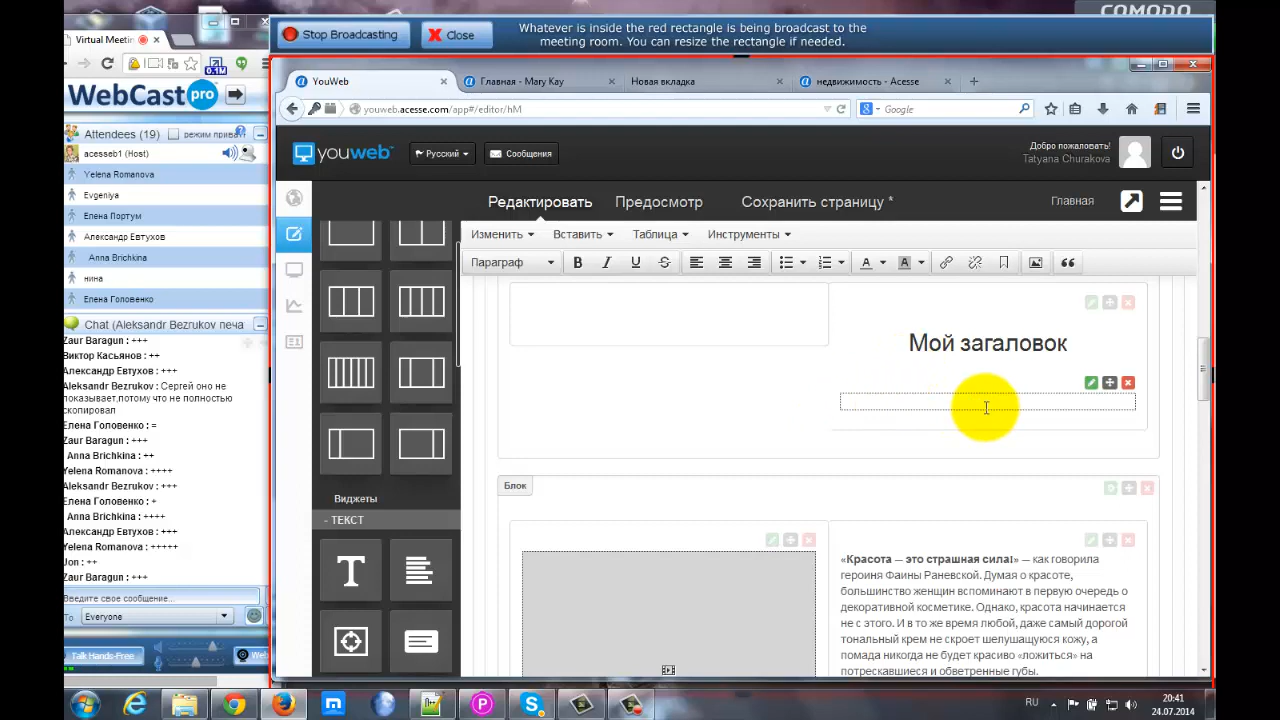 COMODO
Stop Broadcasting
Close
Whatever is inside the red rectangle is being broadcast to the
meeting room. You can resize the rectangle if needed.
Virtual Meetin
YouWeb
Главная - Mary Kay
Новая вкладка
недвижимость - Acesse
0.1M
youweb.acesse.com/app#/editor/hM
Google
WebCast pro
Attendees (19)
режим приват
acesseb1 (Host)
Yelena Romanova
Evgeniya
Елена Портум
Александр Евтухов
Anna Brichkina
нина
Елена Головенко
Chat (Aleksandr Bezrukov печа
Zaur Baragun : ++
Виктор Касьянов : ++
Александр Евтухов : ++
Aleksandr Bezrukov : Сергей оно не
показывает,потому что не полностью
скопировал
Елена Головенко : =
Zaur Baragun : ++
Anna Brichkina : ++
Yelena Romanova : ++++
Aleksandr Bezrukov : +++
Елена Головенко : +
Anna Brichkina : ++++
Александр Евтухов : +++
Yelena Romanova : +++++
Jon : ++
Zaur Baragun : +++
Введите свое сообщение...
To
Everyone
Talk Hands-Free
Web
youweb
Русский
Сообщения
Добро пожаловать!
Tatyana Churakova
Редактировать
Предосмотр
Сохранить страницу *
Главная
Изменить
Вставить
Таблица
Инструменты
Параграф
B I U S
Мой загаловок
Виджеты
- ТЕКСТ
T
Блок
«Красота — это страшная сила!» — как говорила
героиня Фаины Раневской. Думая о красоте,
большинство женщин вспоминают в первую очередь о
декоративной косметике. Однако, красота начинается
не с этого. И в то же время любой, даже самый дорогой
тональный крем не скроет шелушащуюся кожу, а
помада никогда не будет красиво «ложиться» на
потрескавшиеся и обветренные губы.
RU
20:41
24.07.2014